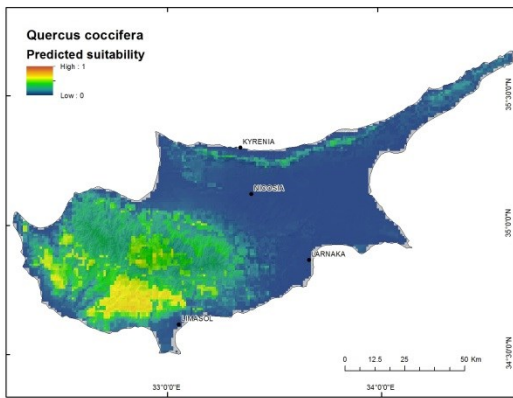 Quercus coccifera
Predicted suitability
High : 1
Low : 0
KYRENIA
NICOSIA
LARNAKA
LIMASOL
35°30'0"N
35°0'0"N
34°30'0"N
0 12.5 25 50 Km
33°0'0"E 34°0'0"E